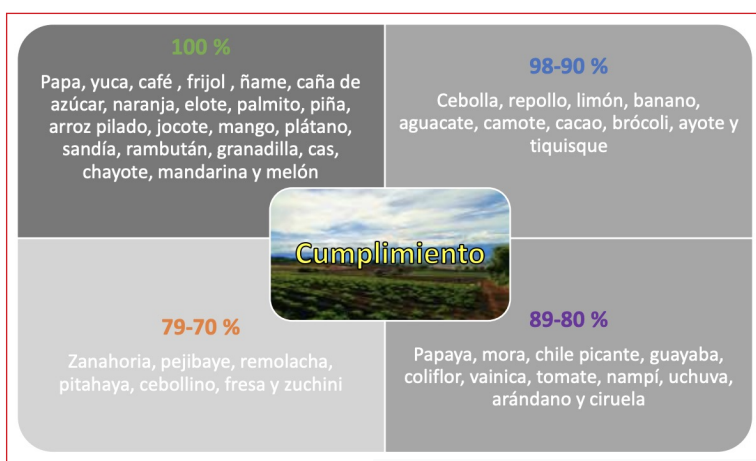 100 %
Papa, yuca, café , frijol , ñame, caña de
azúcar, naranja, elote, palmito, piña,
arroz pilado, jocote, mango, plátano,
sandía, rambután, granadilla, cas,
chayote, mandarina y melón
98-90 %
Cebolla, repollo, limón, banano,
aguacate, camote, cacao, brócoli, ayote y
tiquisque
Cumplimiento
79-70 %
Zanahoria, pejibaye, remolacha,
pitahaya, cebollino, fresa y zuchini
89-80 %
Papaya, mora, chile picante, guayaba,
coliflor, vainica, tomate, nampí, uchuva,
arándano y ciruela